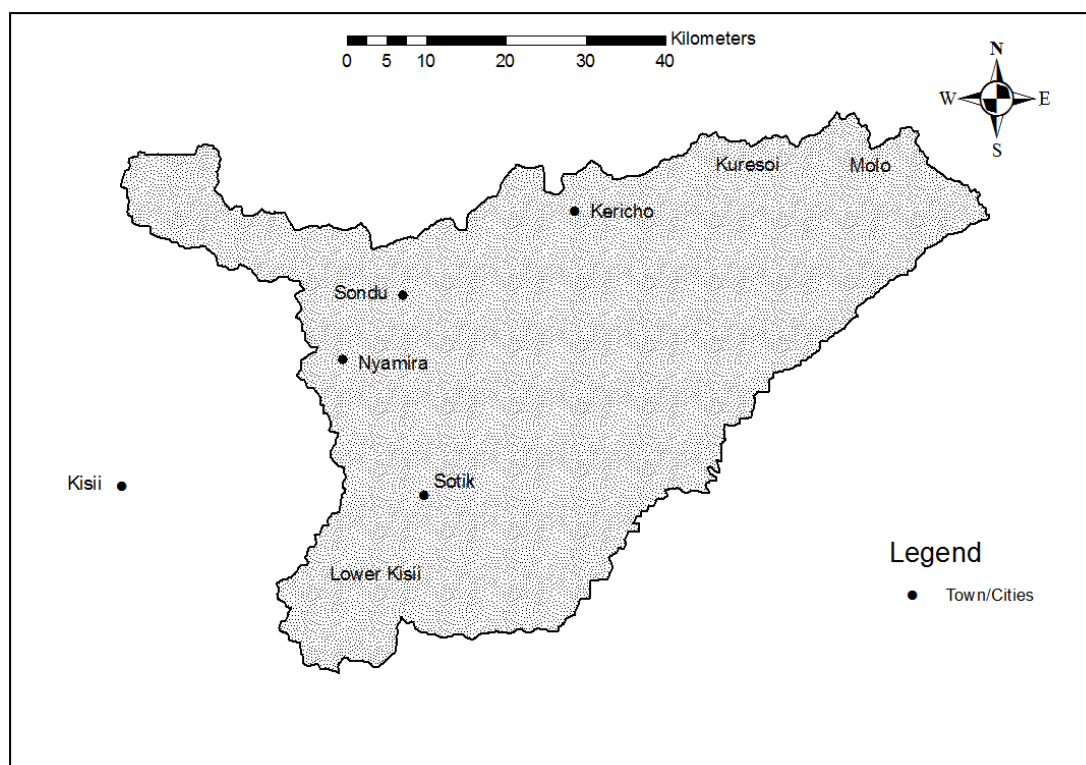 Kilometers
0 5 10 20 30 40
N
W E
S
Kuresoi Molo
Kericho
Sondu
Nyamira
Kisii
Sotik
Lower Kisii
Legend
Town/Cities